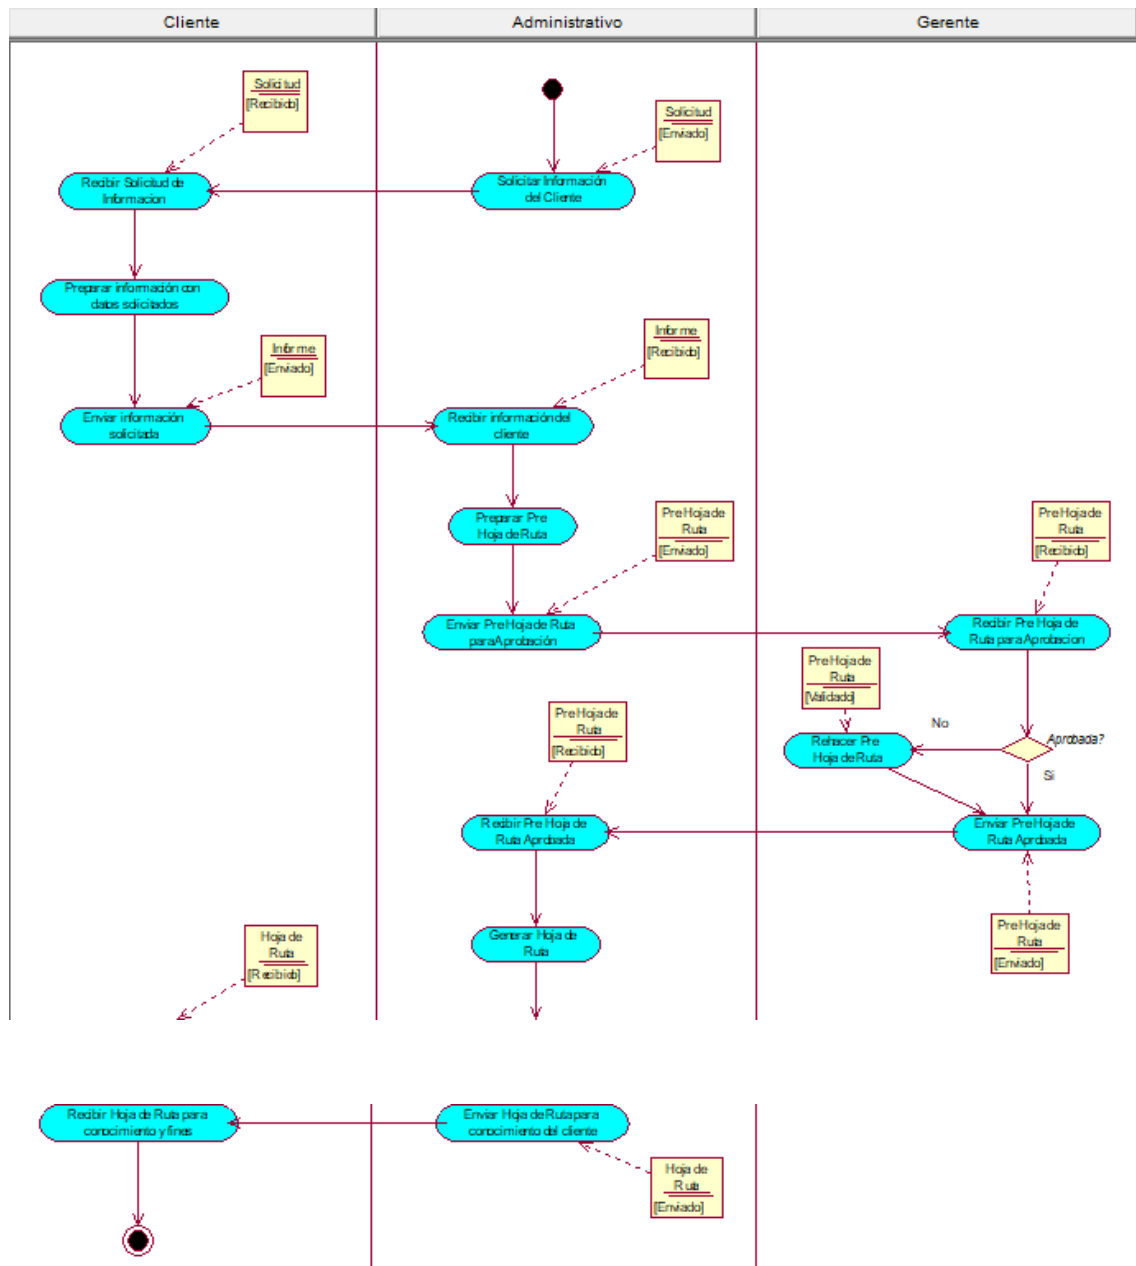 Cliente
Administrativo
Gerente
Solicitud
[Recibido]
Solicitud
[Enviado]
Recibir Solicitud de
Informacion
Solicitar Información
del Cliente
Preparar información con
datos solicitados
Informe
[Enviado]
Informe
[Recibido]
Enviar información
solicitada
Recibir información del
cliente
Preparar Pre
Hoja de Ruta
Pre Hoja de
Ruta
[Enviado]
Pre Hoja de
Ruta
[Recibido]
Enviar Pre Hoja de Ruta
para Aprobación
Recibir Pre Hoja de
Ruta para Aprobacion
Pre Hoja de
Ruta
[Validado]
Pre Hoja de
Ruta
[Recibido]
No
Aprobada?
Rehacer Pre
Hoja de Ruta
Si
Recibir Pre Hoja de
Ruta Aprobada
Enviar Pre Hoja de
Ruta Aprobada
Generar Hoja de
Ruta
Pre Hoja de
Ruta
[Enviado]
Hoja de
Ruta
[Recibido]
Recibir Hoja de Ruta para
conocimiento y fines
Enviar Hoja de Ruta para
conocimiento del cliente
Hoja de
Ruta
[Enviado]